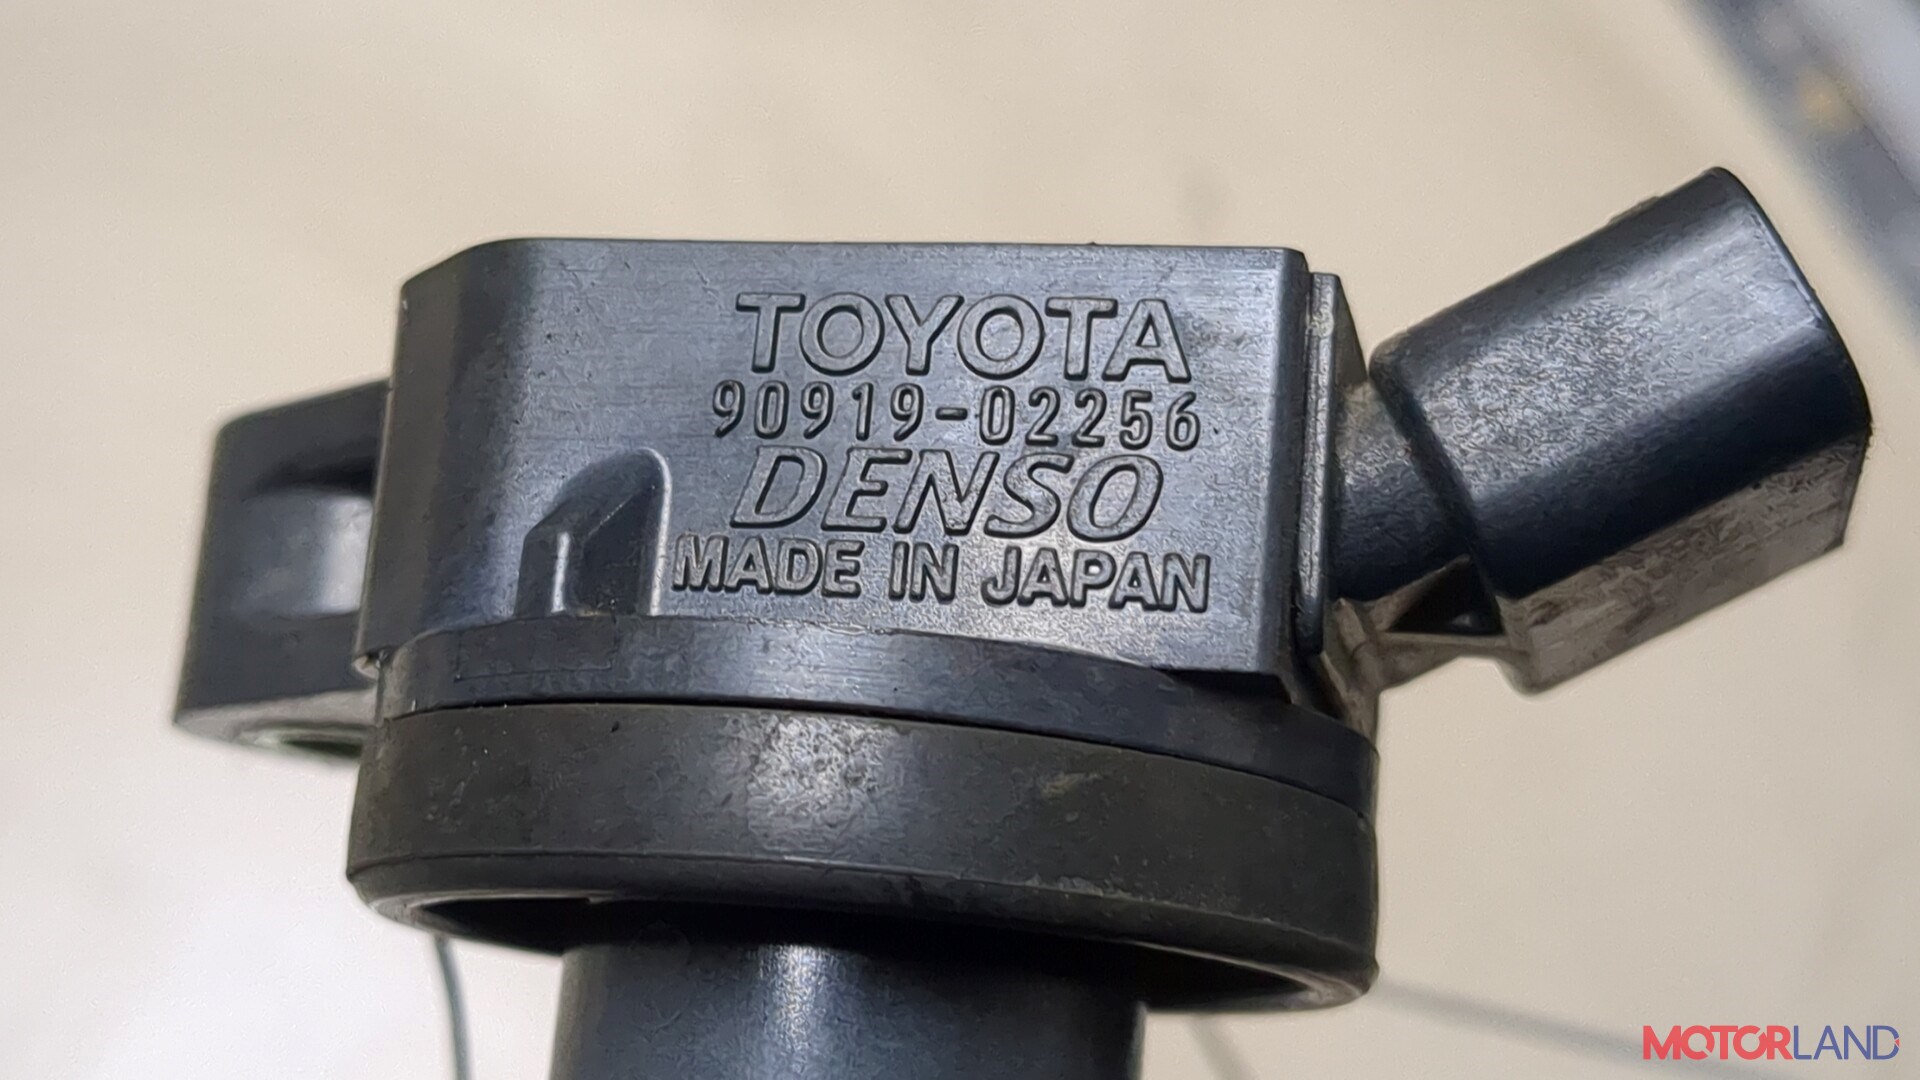 TOYOTA
90919-02256
DENSO
MADE IN JAPAN
MOTORLAND